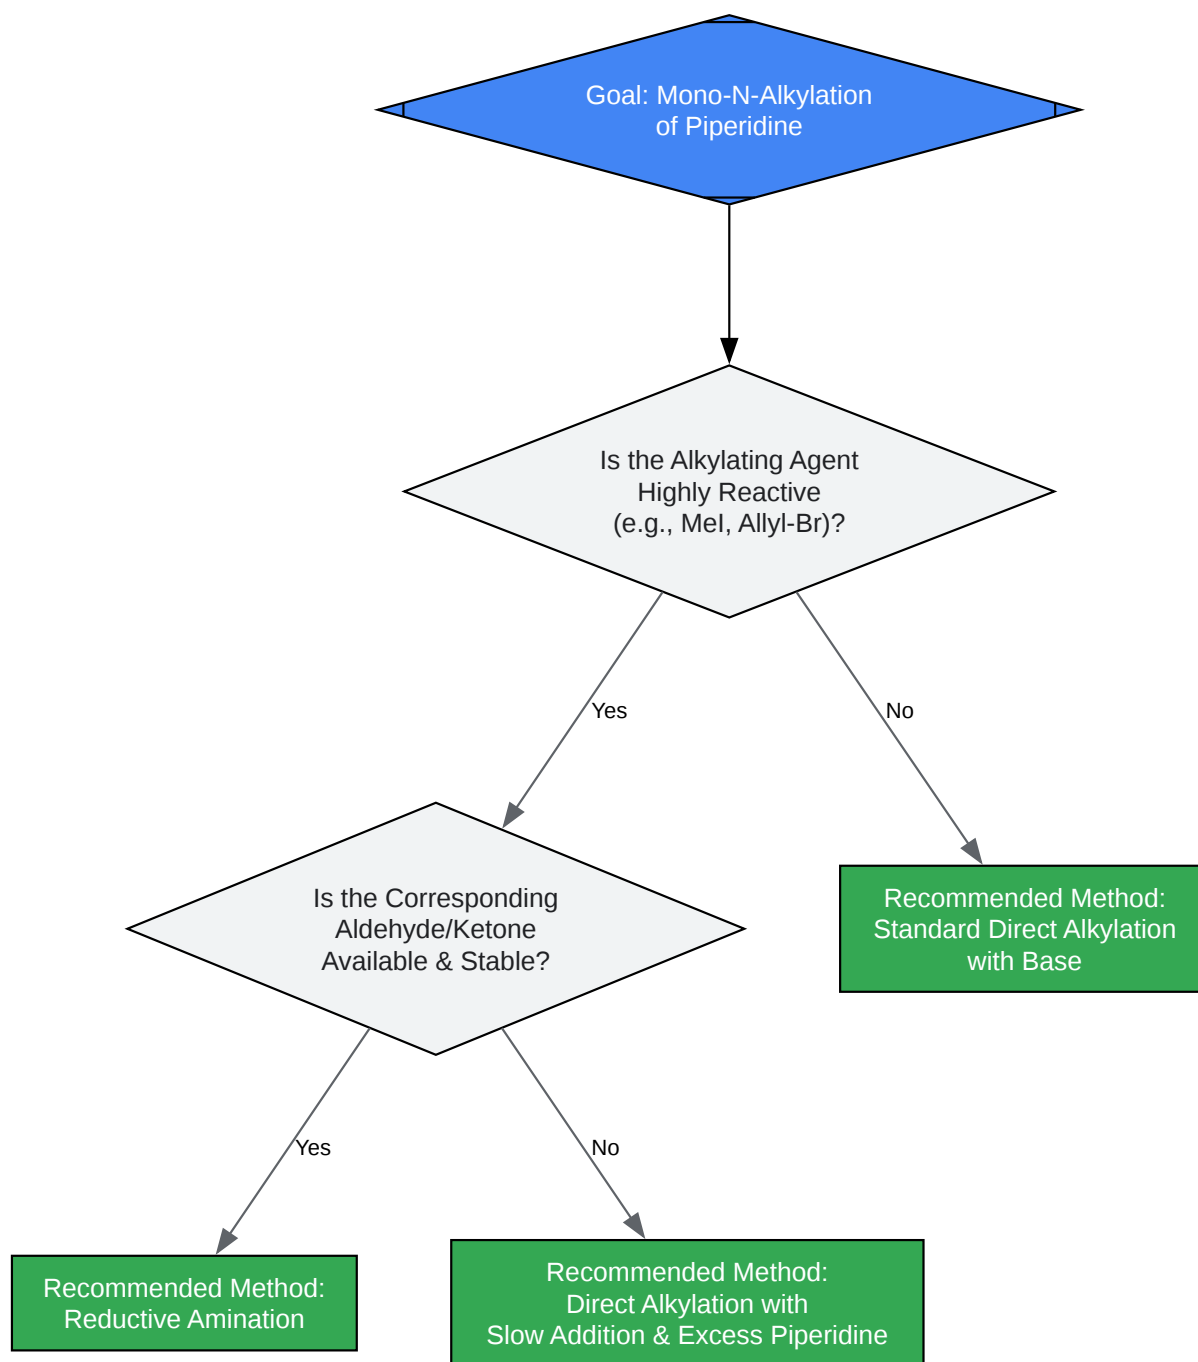 Goal: Mono-N-Alkylation
of Piperidine
Is the Alkylating Agent
Highly Reactive
(e.g., MeI, Allyl-Br)?
Yes
No
Is the Corresponding
Aldehyde/Ketone
Available & Stable?
Recommended Method:
Standard Direct Alkylation
with Base
Yes
No
Recommended Method:
Reductive Amination
Recommended Method:
Direct Alkylation with
Slow Addition & Excess Piperidine